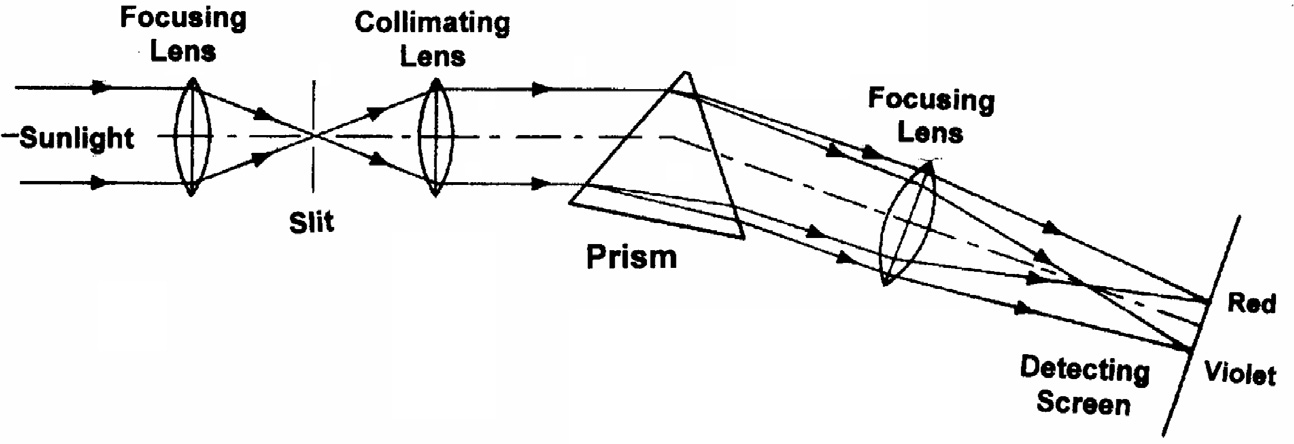 Focusing
Lens
Collimating
Lens
Focusing
Lens
Sunlight
Slit
Prism
Red
Violet
Detecting
Screen